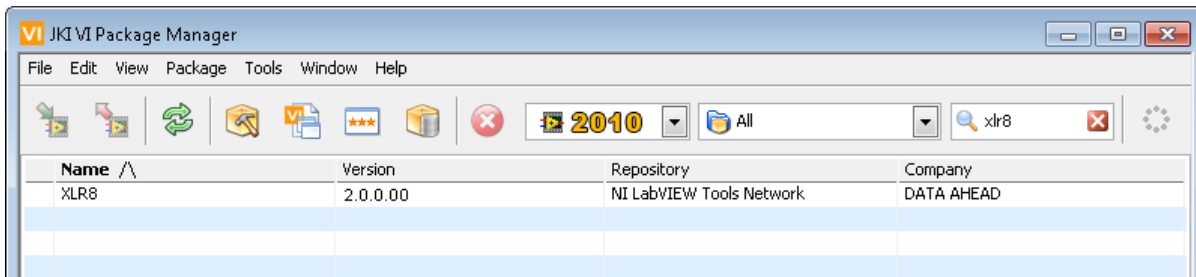 VI JKI VI Package Manager
File Edit View Package Tools Window Help
VI *** 2010 All xlr8
Name /\ Version Repository Company
XLR8 2.0.0.00 NI LabVIEW Tools Network DATA AHEAD